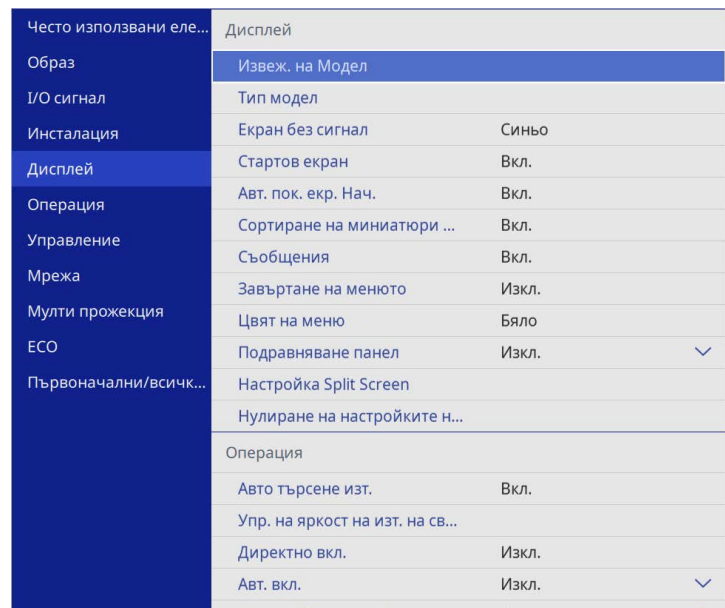 Често използвани еле...
Образ
I/O сигнал
Инсталация
Дисплей
Операция
Управление
Мрежа
Мулти прожекция
ECO
Първоначални/всичк...
Дисплей
Извеж. на Модел
Тип модел
Екран без сигнал Синьо
Стартов екран Вкл.
Авт. пок. екр. Нач. Вкл.
Сортиране на миниатюри ... Вкл.
Съобщения Вкл.
Завъртане на менюто Изкл.
Цвят на меню Бяло
Подравняване панел Изкл.
Настройка Split Screen
Нулиране на настройките н...
Операция
Авто търсене изт. Вкл.
Упр. на яркост на изт. на св...
Директно вкл. Изкл.
Авт. вкл. Изкл.